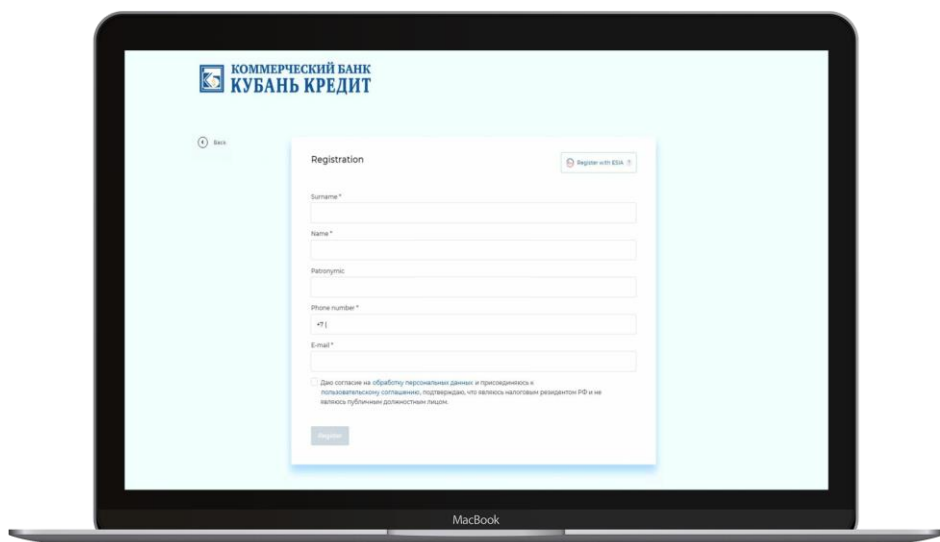 КОММЕРЧЕСКИЙ БАНК
КУБАНЬ КРЕДИТ
Back
Registration
Register with ESIA ?
Surname *
Name *
Patronymic
Phone number *
+7 (
E-mail *
Даю согласие на обработку персональных данных и присоединяюсь к
пользовательскому соглашению, подтверждаю, что являюсь налоговым резидентом РФ и не
являюсь публичным должностным лицом.
Register
MacBook